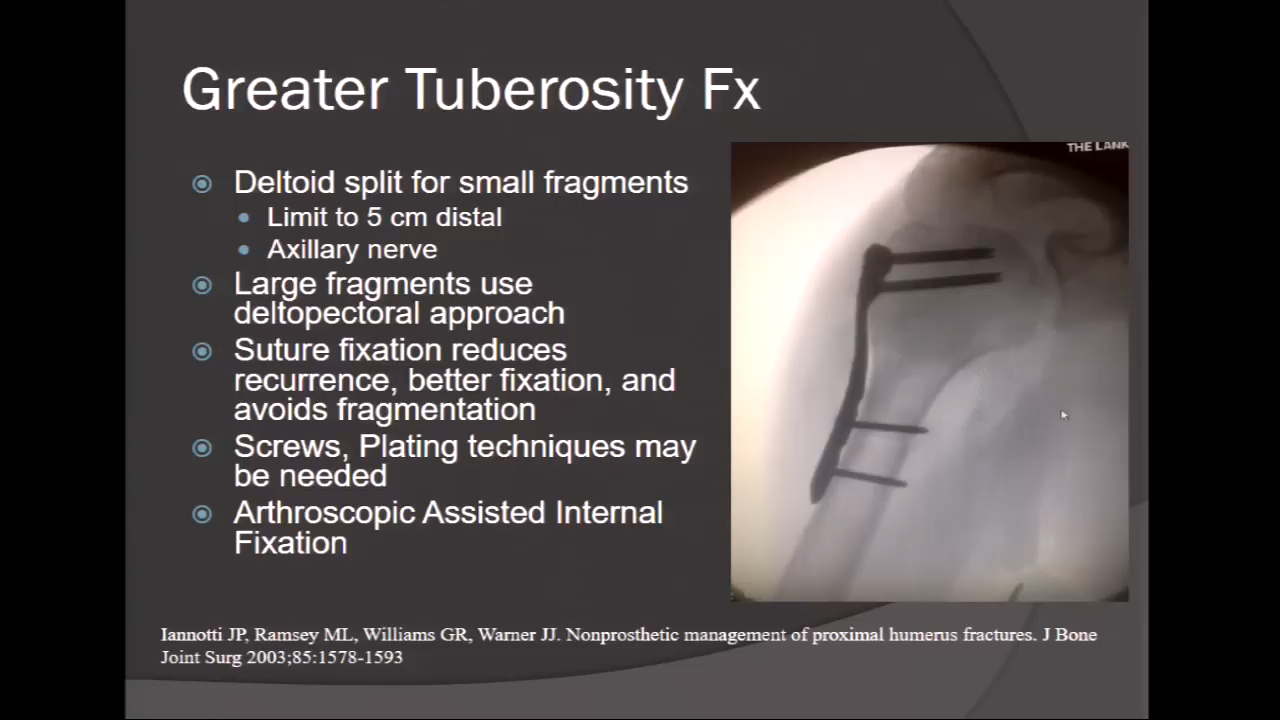 Greater Tuberosity Fx
THE LANK
Deltoid split for small fragments
Limit to 5 cm distal
Axillary nerve
Large fragments use
deltopectoral approach
Suture fixation reduces
recurrence, better fixation, and
avoids fragmentation
Screws, Plating techniques may
be needed
Arthroscopic Assisted Internal
Fixation
Iannotti JP, Ramsey ML, Williams GR, Warner JJ. Nonprosthetic management of proximal humerus fractures. J Bone
Joint Surg 2003;85:1578-1593